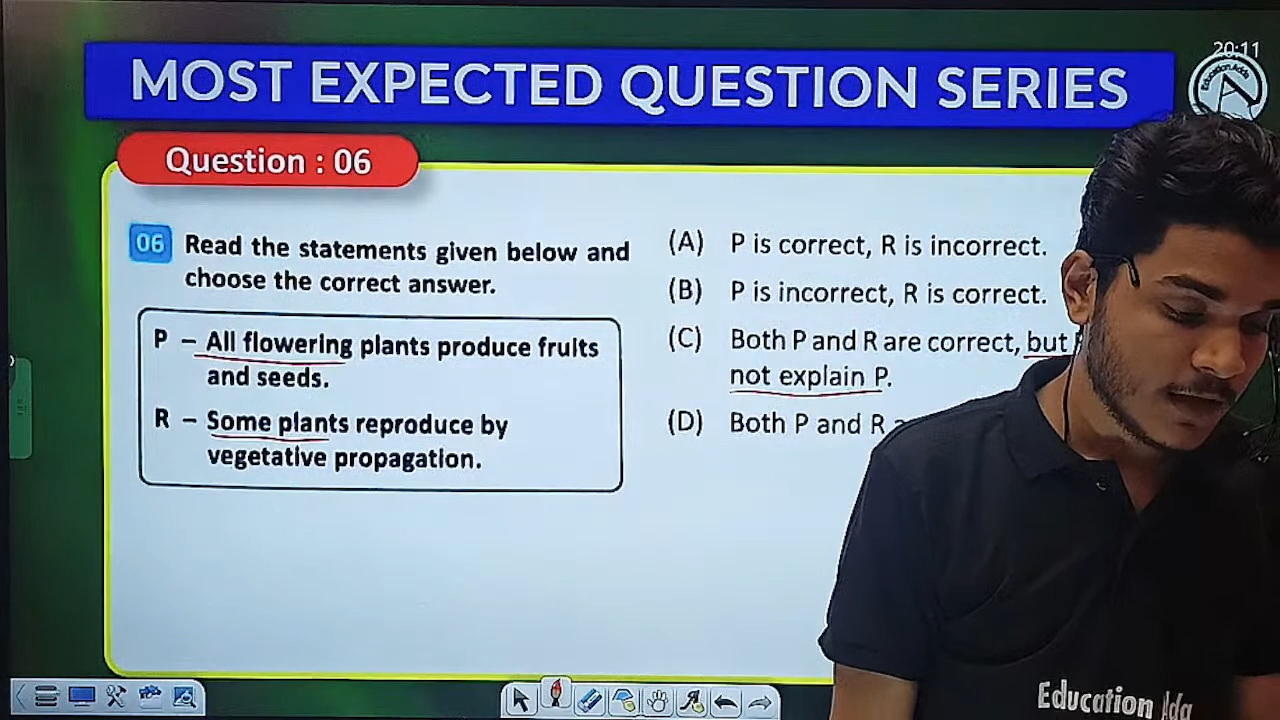 20:11
MOST EXPECTED QUESTION SERIES
Education Adda
Question : 06
06 Read the statements given below and
choose the correct answer.
P – All flowering plants produce fruits
and seeds.
R – Some plants reproduce by
vegetative propagation.
(A) P is correct, R is incorrect.
(B) P is incorrect, R is correct.
(C) Both P and R are correct, but
not explain P.
(D) Both P and R
Education Ada